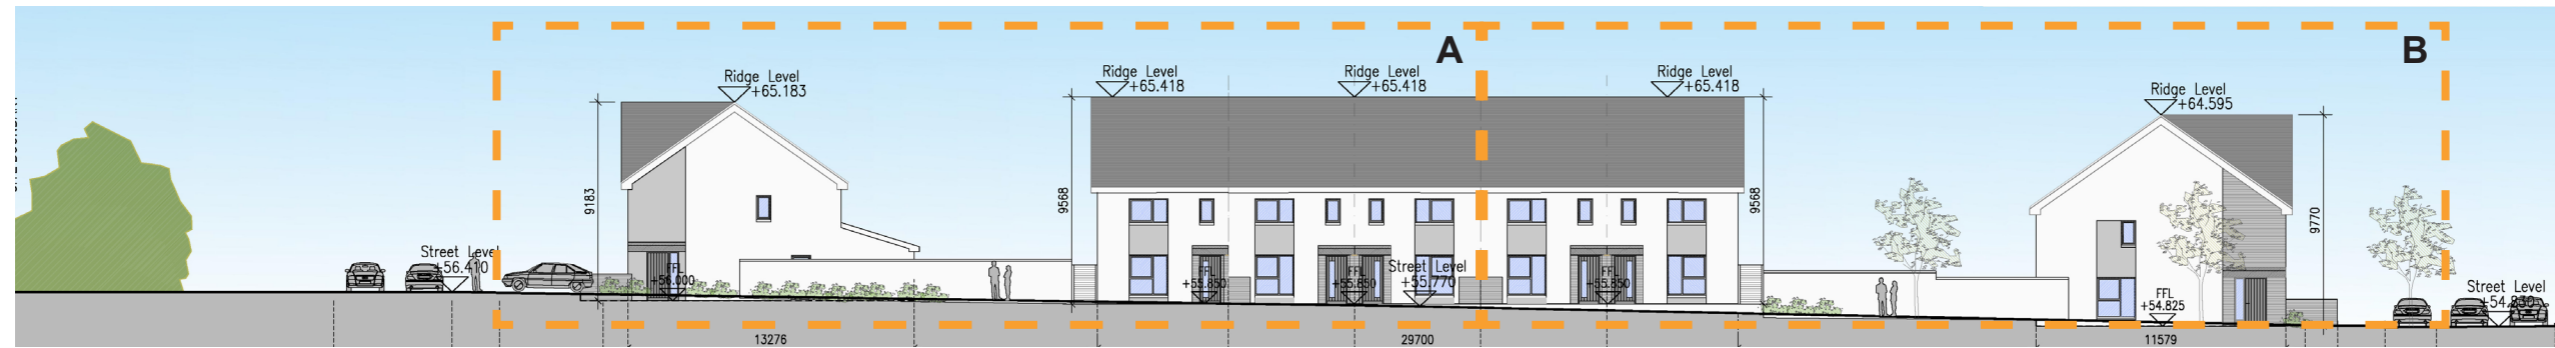 A
B
Ridge Level
+65.183
Ridge Level
+65.418
Ridge Level
+65.418
Ridge Level
+65.418
Ridge Level
+64.595
9183
9568
9568
9770
Street Level
+56.410
FFL
+56.000
FFL
+55.850
FFL
+55.850
Street Level
+55.770
FFL
+55.850
FFL
+54.825
Street Level
+54.830
13276
29700
11579